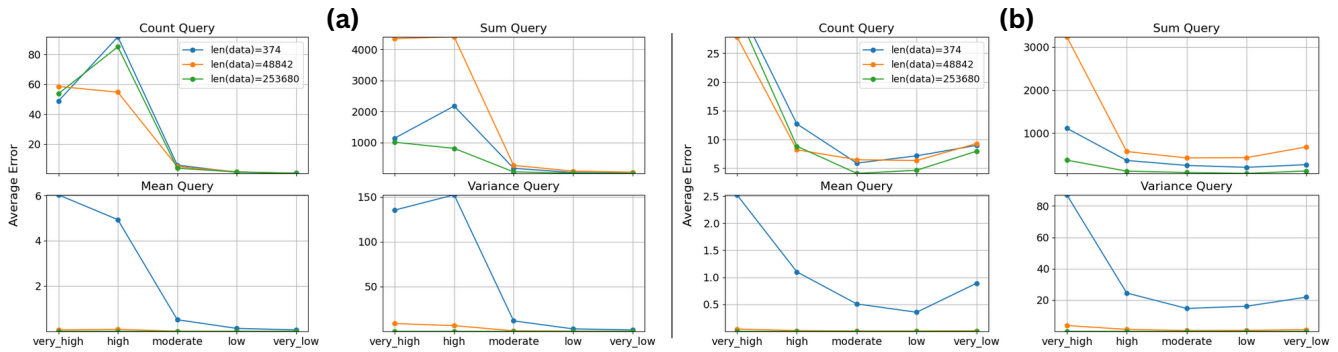 (a)
Count Query
80
60
40
20
len(data)=374
len(data)=48842
len(data)=253680
Sum Query
4000
3000
2000
1000
Average Error
Mean Query
6
4
2
very_high high moderate low very_low
Variance Query
150
100
50
very_high high moderate low very_low
(b)
Count Query
25
20
15
10
5
len(data)=374
len(data)=48842
len(data)=253680
Sum Query
3000
2000
1000
Average Error
Mean Query
2.5
2.0
1.5
1.0
0.5
very_high high moderate low very_low
Variance Query
80
60
40
20
very_high high moderate low very_low